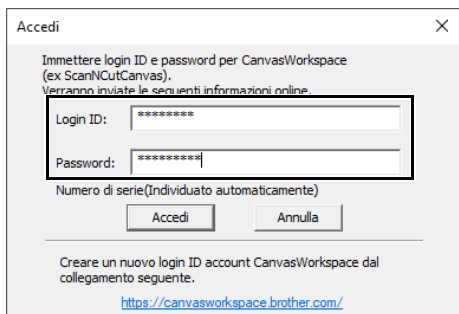 Accedi
Immettere login ID e password per CanvasWorkspace
(ex ScanNCutCanvas).
Verranno inviate le seguenti informazioni online.
Login ID: ********
Password: *********
Numero di serie(Individuato automaticamente)
Accedi Annulla
Creare un nuovo login ID account CanvasWorkspace dal
collegamento seguente.
https://canvasworkspace.brother.com/